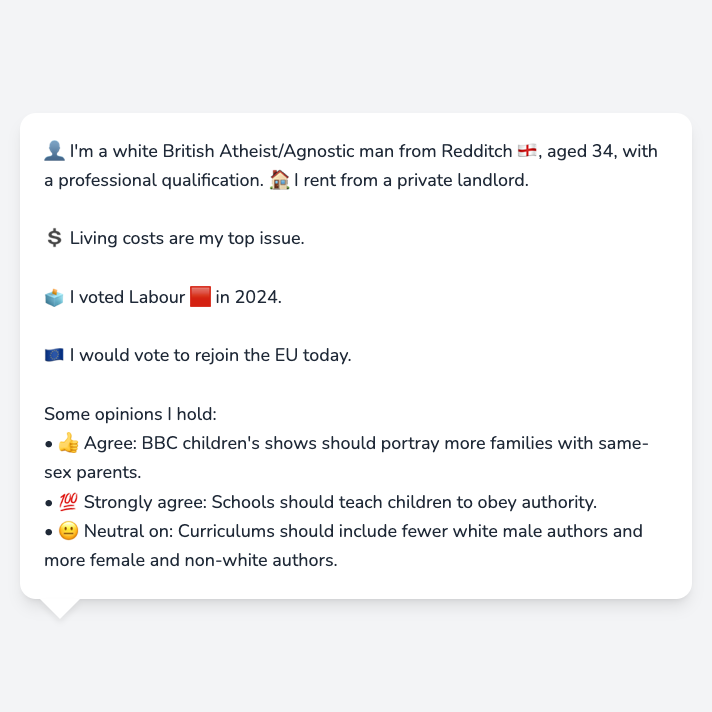 👤 I'm a white British Atheist/Agnostic man from Redditch 🏴󠁧󠁢󠁥󠁮󠁧󠁿, aged 34, with
a professional qualification. 🏠 I rent from a private landlord.
💲 Living costs are my top issue.
🗳️ I voted Labour 🟥 in 2024.
🇪🇺 I would vote to rejoin the EU today.
Some opinions I hold:
• 👍 Agree: BBC children's shows should portray more families with same-
sex parents.
• 💯 Strongly agree: Schools should teach children to obey authority.
• 😐 Neutral on: Curriculums should include fewer white male authors and
more female and non-white authors.